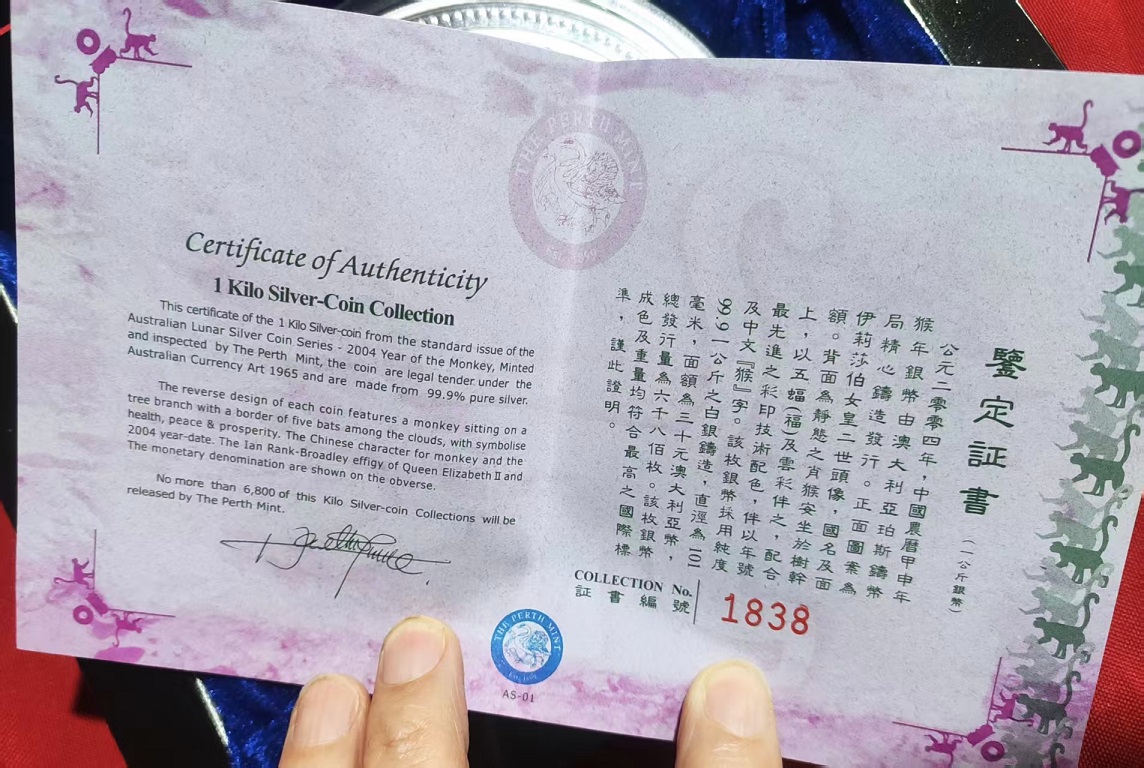 THE PERTH MINT
Certificate of Authenticity
1 Kilo Silver-Coin Collection
This certificate of the 1 Kilo Silver-coin from the standard issue of the
Australian Lunar Silver Coin Series - 2004 Year of the Monkey, Minted
and inspected by The Perth Mint, the coin are legal tender under the
Australian Currency Art 1965 and are made from 99.9% pure silver.
The reverse design of each coin features a monkey sitting on a
tree branch with a border of five bats among the clouds, with symbolise
health, peace & prosperity. The Chinese character for monkey and the
2004 year-date. The Ian Rank-Broadley effigy of Queen Elizabeth II and
The monetary denomination are shown on the obverse.
No more than 6,800 of this Kilo Silver-coin Collections will be
released by The Perth Mint.
THE PERTH MINT
AS-01
鑒定証書
(一公斤銀幣)
公元二零零四年,中國農曆甲申年
猴年銀幣由澳大利亞珀斯鑄幣
局精心鑄造發行。正面圖案為
伊莉莎伯女皇二世頭像,國名及面
額。背面為靜態之肖猴安坐於樹幹
上,以五蝠(福)及雲彩伴之,配合
最先進之彩印技術配色,伴以年號
及中文『猴』字。該枚銀幣採用純度
999一公斤之白銀鑄造,直徑為101
毫米,面額為三十元澳大利亞幣,
總發行量為六千八佰枚。該枚銀幣
成色及重量均符合最高之國際標
準,謹此證明。
COLLECTION No.
証書編號
1838